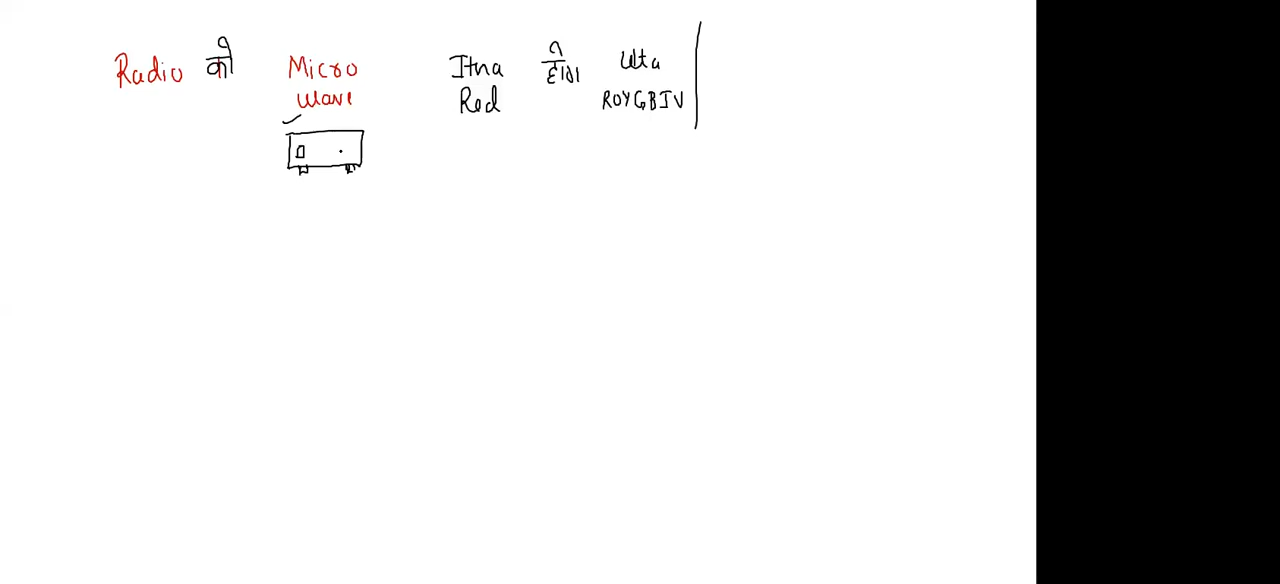 Radio को Micro Itna होगा Ulta
Wave Red ROYGBIV